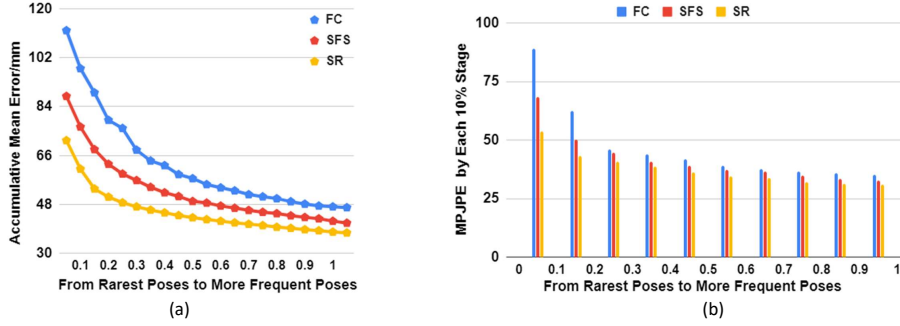 120
102
84
66
48
30
Accumulative Mean Error/mm
FC
SFS
SR
0.1 0.2 0.3 0.4 0.5 0.6 0.7 0.8 0.9 1
From Rarest Poses to More Frequent Poses
(a)
FC SFS SR
100
75
50
25
0
MPJPE by Each 10% Stage
0 0.1 0.2 0.3 0.4 0.5 0.6 0.7 0.8 0.9 1
From Rarest Poses to More Frequent Poses
(b)